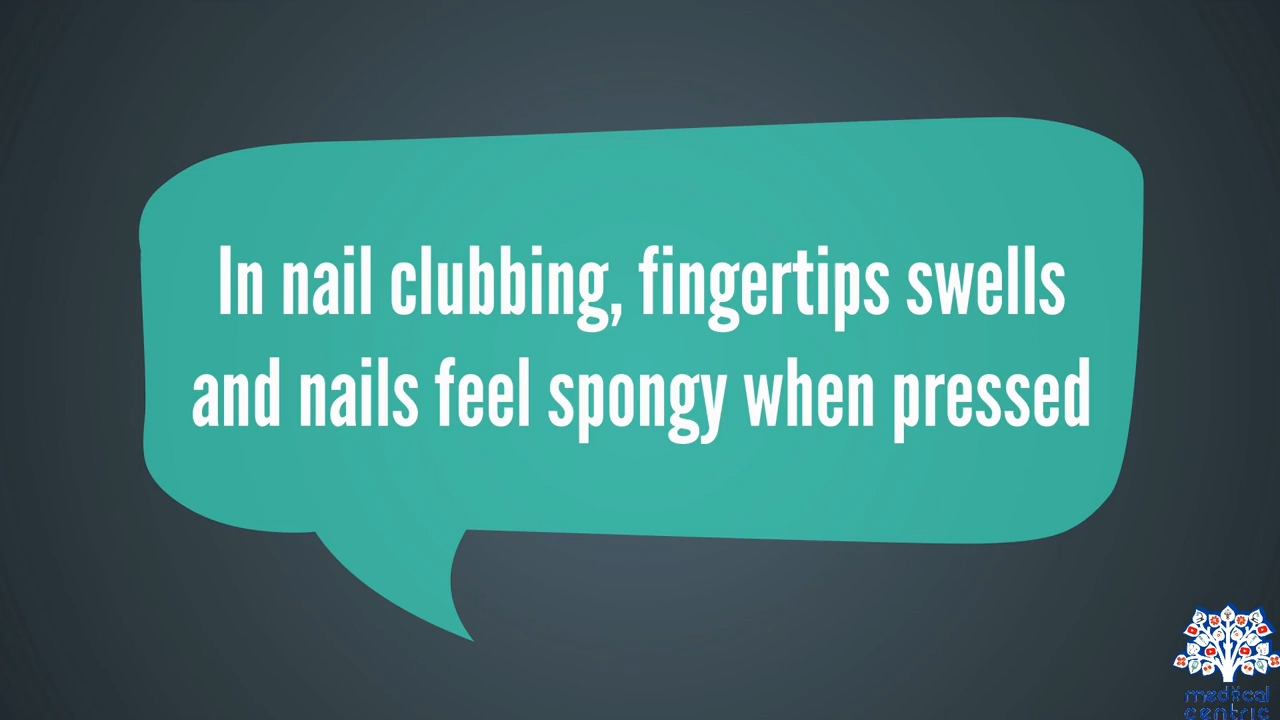 In nail clubbing, fingertips swells
and nails feel spongy when pressed
medical
centric